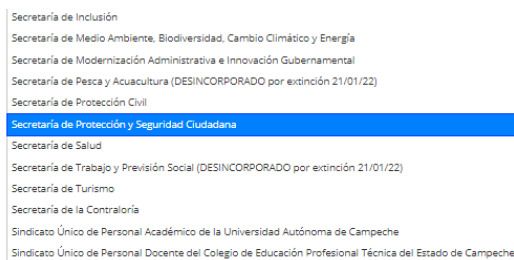 Secretaría de Inclusión
Secretaría de Medio Ambiente, Biodiversidad, Cambio Climático y Energía
Secretaría de Modernización Administrativa e Innovación Gubernamental
Secretaría de Pesca y Acuacultura (DESINCORPORADO por extinción 21/01/22)
Secretaría de Protección Civil
Secretaría de Protección y Seguridad Ciudadana
Secretaría de Salud
Secretaría de Trabajo y Previsión Social (DESINCORPORADO por extinción 21/01/22)
Secretaría de Turismo
Secretaría de la Contraloría
Sindicato Único de Personal Académico de la Universidad Autónoma de Campeche
Sindicato Único de Personal Docente del Colegio de Educación Profesional Técnica del Estado de Campeche